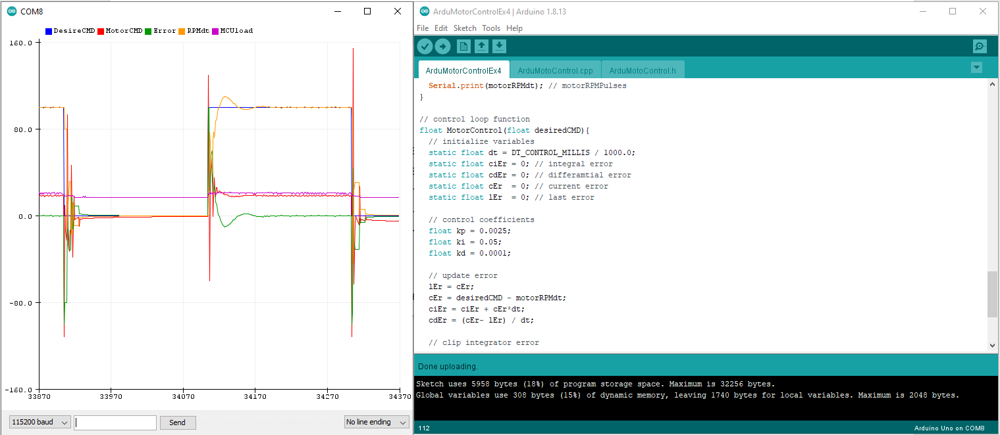 COM8
DesireCMD MotorCMD Error RPMdt MCUload
160.0
80.0
0.0
-80.0
-160.0
33870 33970 34070 34170 34270 34370
115200 baud Send No line ending
ArduMotorControlEx4 | Arduino 1.8.13
File Edit Sketch Tools Help
ArduMotorControlEx4 ArduMotoControl.cpp ArduMotoControl.h
Serial.print(motorRPMdt); // motorRPMPulses
}
// control loop function
float MotorControl(float desiredCMD){
// initialize variables
static float dt = DT_CONTROL_MILLIS / 1000.0;
static float ciEr = 0; // integral error
static float cdEr = 0; // differamtial error
static float cEr  = 0; // current error
static float lEr  = 0; // last error
// control coefficients
float kp = 0.0025;
float ki = 0.05;
float kd = 0.0001;
// update error
lEr = cEr;
cEr = desiredCMD - motorRPMdt;
ciEr = ciEr + cEr*dt;
cdEr = (cEr- lEr) / dt;
// clip integrator error
Done uploading.
Sketch uses 5958 bytes (18%) of program storage space. Maximum is 32256 bytes.
Global variables use 308 bytes (15%) of dynamic memory, leaving 1740 bytes for local variables. Maximum is 2048 bytes.
112 Arduino Uno on COM8